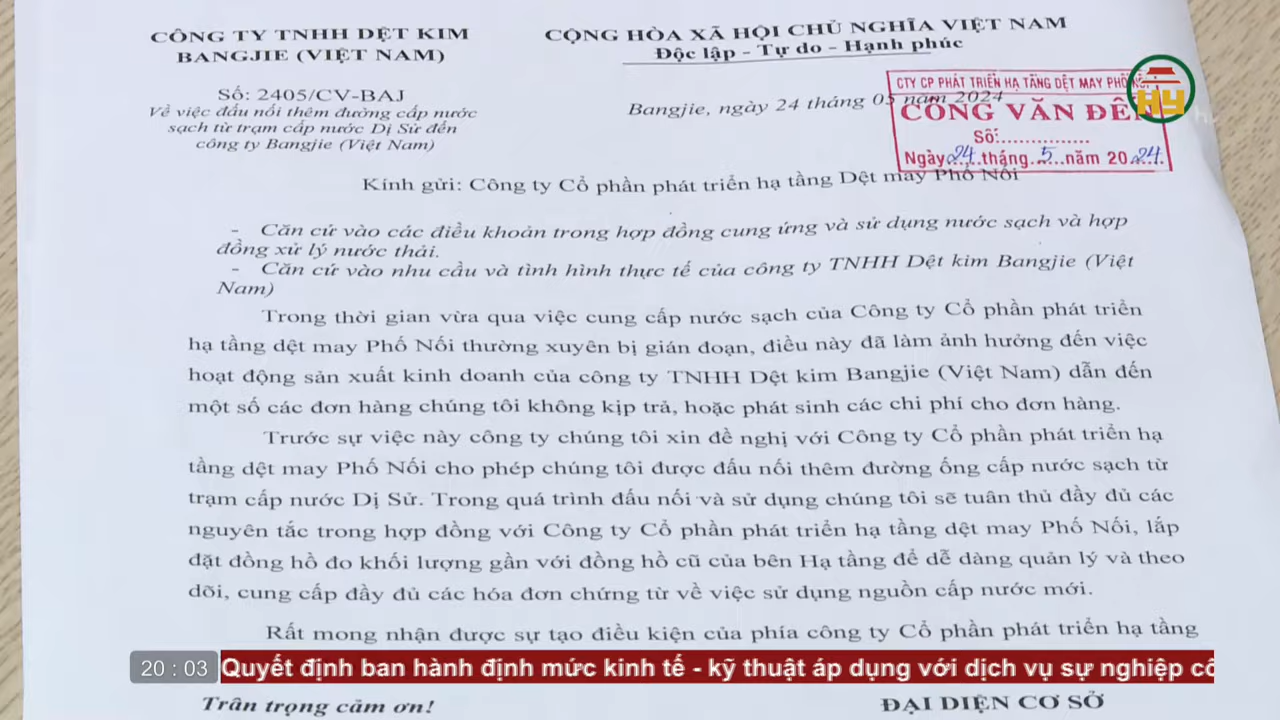 CÔNG TY TNHH DỆT KIM
BANGJIE (VIỆT NAM)
Số: 2405/CV-BAJ
Về việc đấu nối thêm đường cấp nước
sạch từ trạm cấp nước Dị Sử đến
công ty Bangjie (Việt Nam)
CỘNG HÒA XÃ HỘI CHỦ NGHĨA VIỆT NAM
Độc lập - Tự do - Hạnh phúc
Bangjie, ngày 24 tháng 05 năm 2024
CTY CP PHÁT TRIỂN HẠ TẦNG DỆT MAY PHỐ
CÔNG VĂN ĐẾN
Số:...............
Ngày 24 tháng 5 năm 2024
HY
Kính gửi: Công ty Cổ phần phát triển hạ tầng Dệt may Phố Nối
- Căn cứ vào các điều khoản trong hợp đồng cung ứng và sử dụng nước sạch và hợp
đồng xử lý nước thải.
- Căn cứ vào nhu cầu và tình hình thực tế của công ty TNHH Dệt kim Bangjie (Việt
Nam)
Trong thời gian vừa qua việc cung cấp nước sạch của Công ty Cổ phần phát triển
hạ tầng dệt may Phố Nối thường xuyên bị gián đoạn, điều này đã làm ảnh hưởng đến việc
hoạt động sản xuất kinh doanh của công ty TNHH Dệt kim Bangjie (Việt Nam) dẫn đến
một số các đơn hàng chúng tôi không kịp trả, hoặc phát sinh các chi phí cho đơn hàng.
Trước sự việc này công ty chúng tôi xin đề nghị với Công ty Cổ phần phát triển hạ
tầng dệt may Phố Nối cho phép chúng tôi được đấu nối thêm đường ống cấp nước sạch từ
trạm cấp nước Dị Sử. Trong quá trình đấu nối và sử dụng chúng tôi sẽ tuân thủ đầy đủ các
nguyên tắc trong hợp đồng với Công ty Cổ phần phát triển hạ tầng dệt may Phố Nối, lắp
đặt đồng hồ đo khối lượng gần với đồng hồ cũ của bên Hạ tầng để dễ dàng quản lý và theo
dõi, cung cấp đầy đủ các hóa đơn chứng từ về việc sử dụng nguồn cấp nước mới.
Rất mong nhận được sự tạo điều kiện của phía công ty Cổ phần phát triển hạ tầng
20 : 03 Quyết định ban hành định mức kinh tế - kỹ thuật áp dụng với dịch vụ sự nghiệp cô
Trân trọng cảm ơn!
ĐẠI DIỆN CƠ SỞ